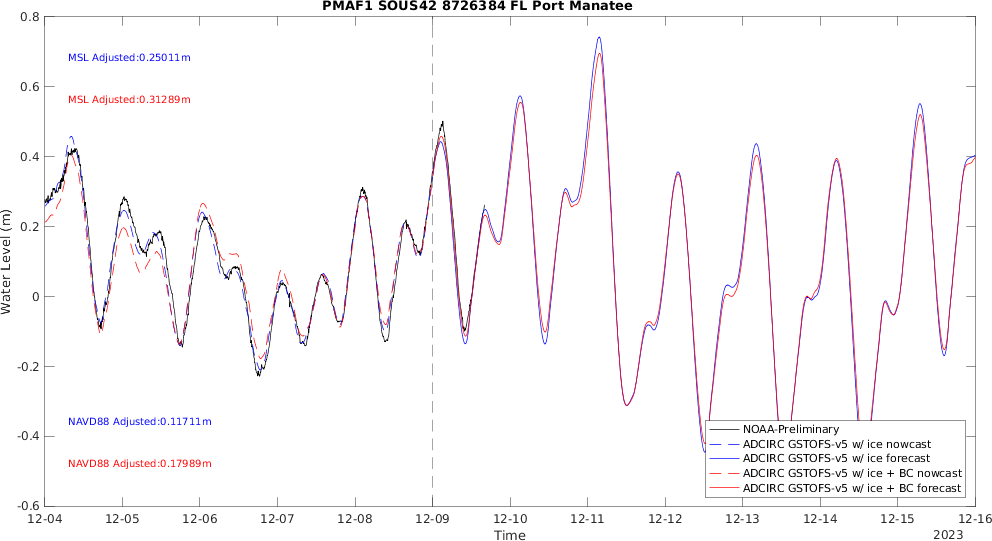 PMAF1 SOUS42 8726384 FL Port Manatee
0.8
0.6
0.4
0.2
0
-0.2
-0.4
-0.6
Water Level (m)
MSL Adjusted:0.25011m
MSL Adjusted:0.31289m
NAVD88 Adjusted:0.11711m
NAVD88 Adjusted:0.17989m
NOAA-Preliminary
ADCIRC GSTOFS-v5 w/ ice nowcast
ADCIRC GSTOFS-v5 w/ ice forecast
ADCIRC GSTOFS-v5 w/ ice + BC nowcast
ADCIRC GSTOFS-v5 w/ ice + BC forecast
12-04 12-05 12-06 12-07 12-08 12-09 12-10 12-11 12-12 12-13 12-14 12-15 12-16
Time
2023